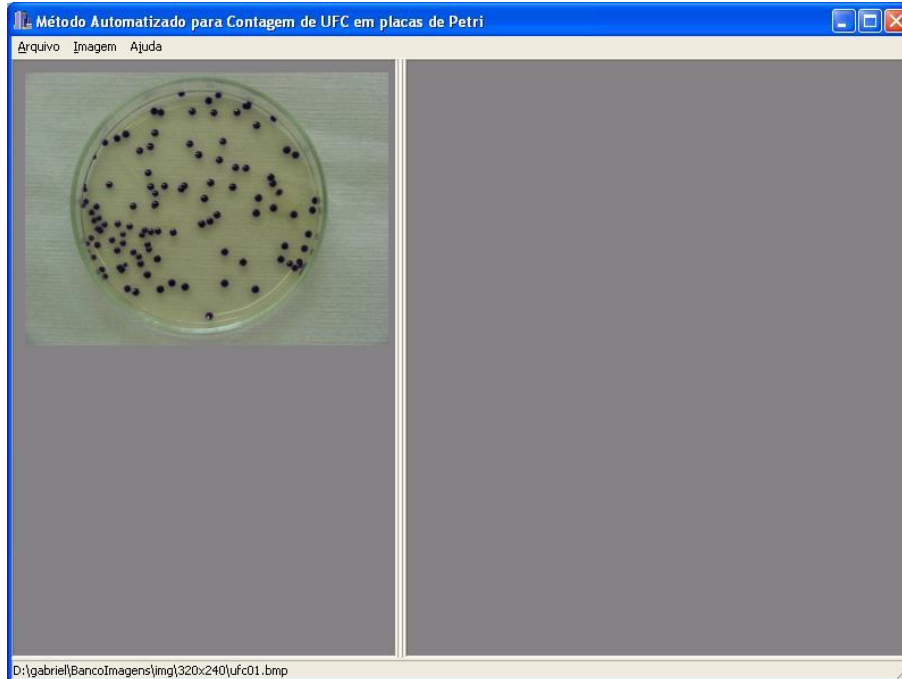 Método Automatizado para Contagem de UFC em placas de Petri
Arquivo Imagem Ajuda
D:\gabriel\BancoImagens\img\320x240\ufc01.bmp